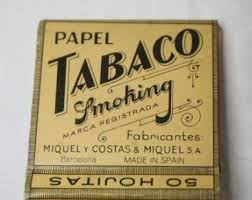 PAPEL
TABACO
Smoking
MARCA REGISTRADA
Fabricantes:
MIQUEL Y COSTAS & MIQUEL S.A.
Barcelona MADE IN SPAIN
50 HOJITAS